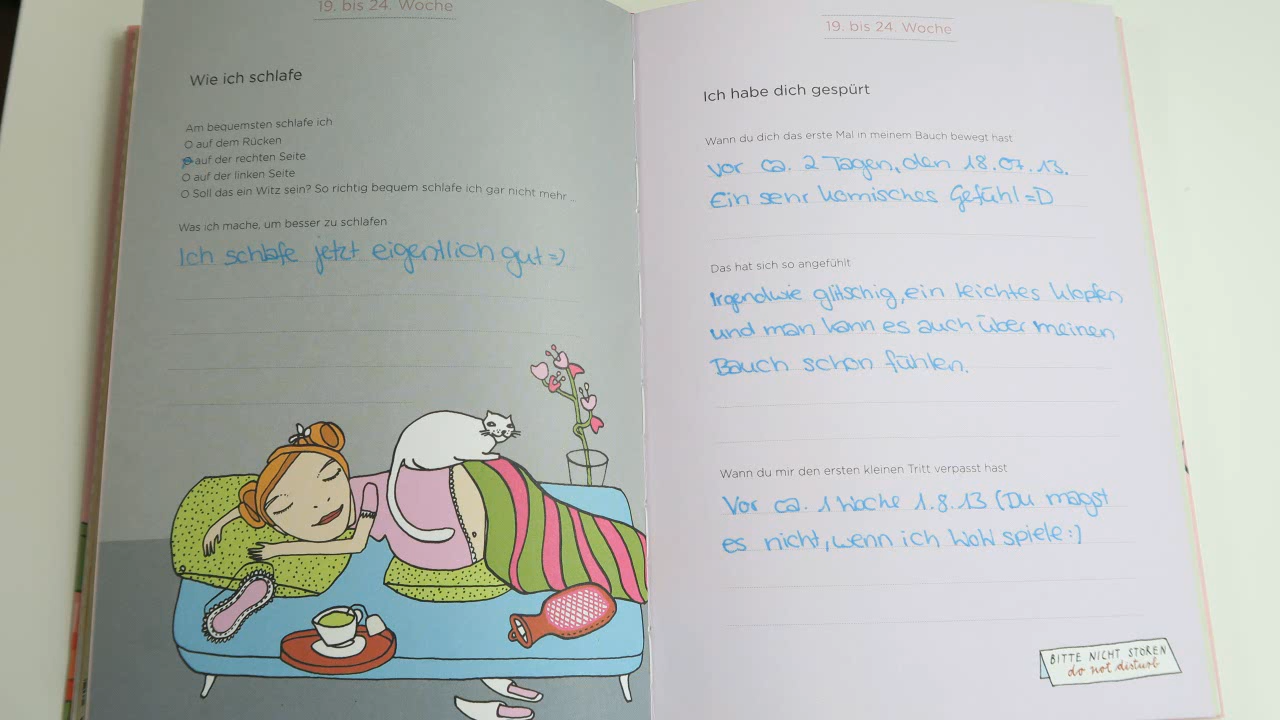 19. bis 24. Woche
Wie ich schlafe
Am bequemsten schlafe ich
O auf dem Rücken
O auf der rechten Seite
O auf der linken Seite
O Soll das ein Witz sein? So richtig bequem schlafe ich gar nicht mehr ...
Was ich mache, um besser zu schlafen
Ich schlafe jetzt eigentlich gut =)
19. bis 24. Woche
Ich habe dich gespürt
Wann du dich das erste Mal in meinem Bauch bewegt hast
Vor ca. 2 Tagen, den 18.07.13.
Ein sehr komisches Gefühl =D
Das hat sich so angefühlt
Irgendwie glitschig, ein leichtes klopfen
und man kann es auch über meinen
Bauch schon fühlen.
Wann du mir den ersten kleinen Tritt verpasst hast
Vor ca. 1 Woche 1.8.13 (Du magst
es nicht, wenn ich WoW spiele :)
BITTE NICHT STÖREN
do not disturb